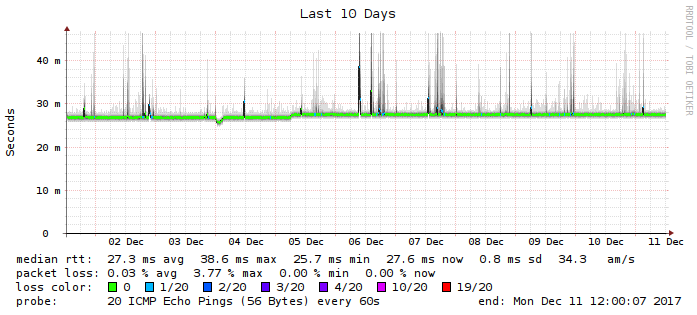 Last 10 Days
RRDTOOL / TOBI OETIKER
Seconds
40 m
30 m
20 m
10 m
0
02 Dec 03 Dec 04 Dec 05 Dec 06 Dec 07 Dec 08 Dec 09 Dec 10 Dec 11 Dec
median rtt: 27.3 ms avg 38.6 ms max 25.7 ms min 27.6 ms now 0.8 ms sd 34.3 am/s
packet loss: 0.03 % avg 3.77 % max 0.00 % min 0.00 % now
loss color: 0 1/20 2/20 3/20 4/20 10/20 19/20
probe: 20 ICMP Echo Pings (56 Bytes) every 60s end: Mon Dec 11 12:00:07 2017